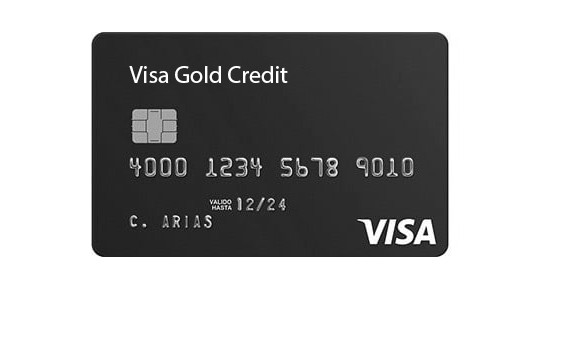 Visa Gold Credit
4000 1234 5678 9010
VALIDO
HASTA 12/24
C. ARIAS
VISA